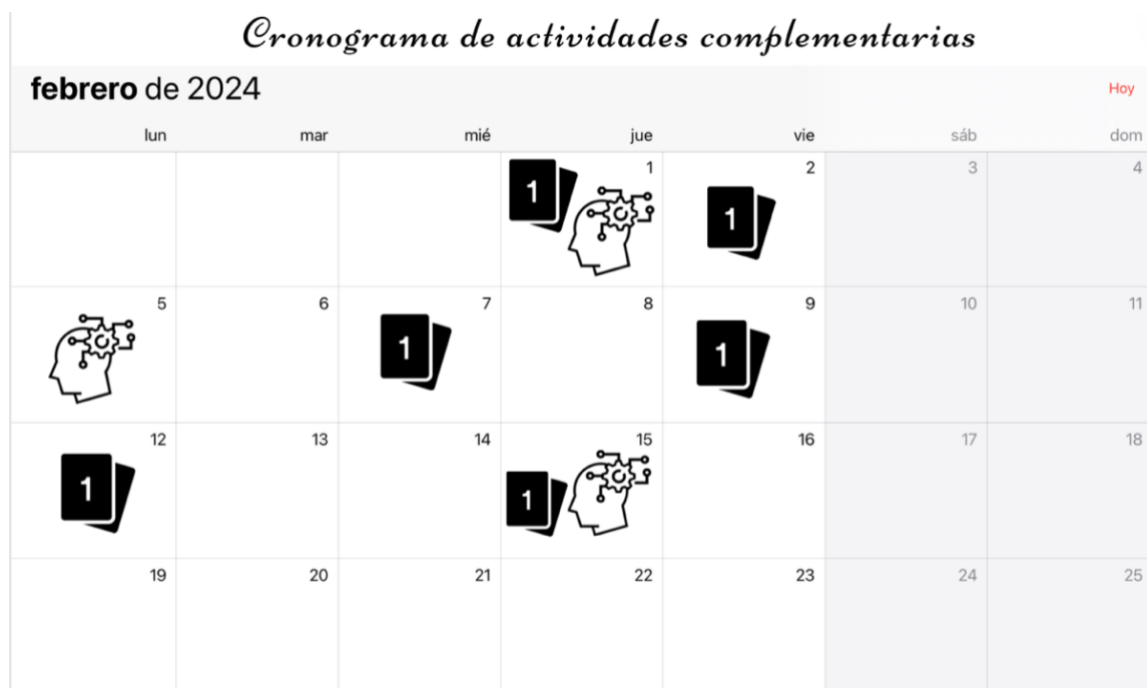 Cronograma de actividades complementarias
febrero de 2024
Hoy
lun mar mié jue vie sáb dom
1 1 2 1 3 4
5 6 7 1 8 9 1 10 11
12 1 13 14 15 1 16 17 18
19 20 21 22 23 24 25